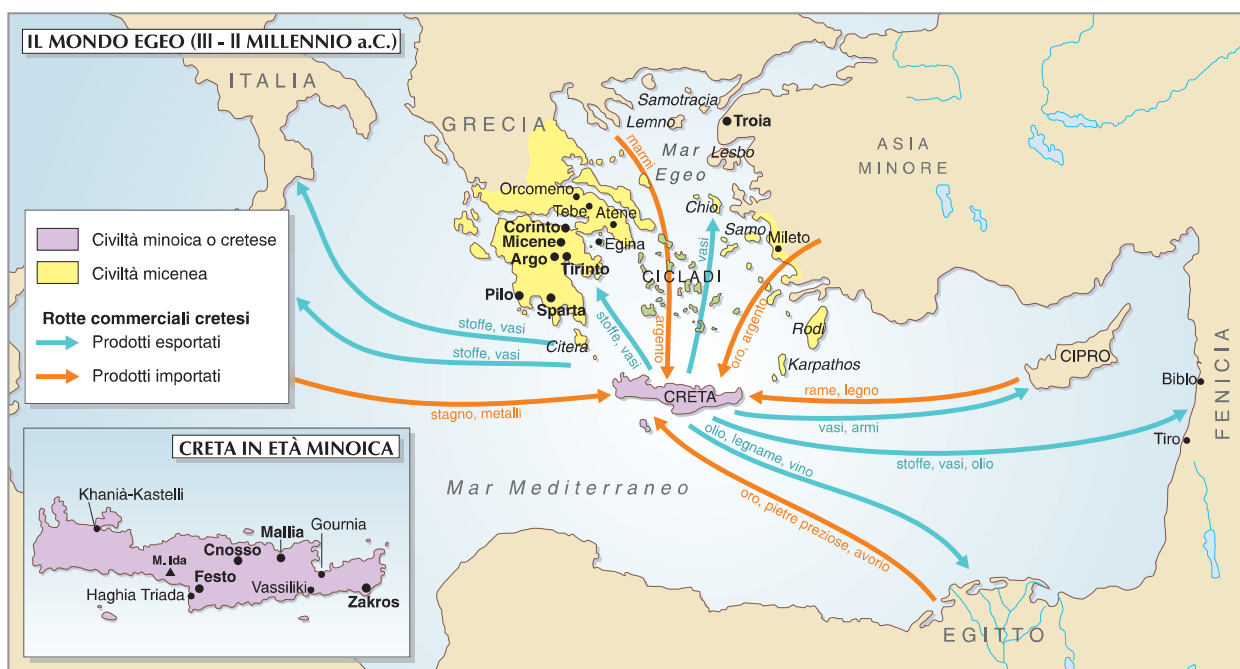 IL MONDO EGEO (III - II MILLENNIO a.C.)
ITALIA
GRECIA
Samotracia
Lemno
Troia
marmi
Mar
Egeo
Lesbo
ASIA
MINORE
Orcomeno
Tebe
Atene
Chio
Corinto
Micene
Egina
Samo
Mileto
vasi
Argo
Tirinto
CICLADI
Pilo
Sparta
Rodi
oro, argento
argento
stoffe, vasi
Citera
stoffe, vasi
stoffe, vasi
Karpathos
CIPRO
Biblo
FENICIA
CRETA
rame, legno
stagno, metalli
vasi, armi
olio, legname, vino
stoffe, vasi, olio
Tiro
Mar Mediterraneo
oro, pietre preziose, avorio
EGITTO
Civiltà minoica o cretese
Civiltà micenea
Rotte commerciali cretesi
Prodotti esportati
Prodotti importati
CRETA IN ETÀ MINOICA
Khanià-Kastelli
Mallia
Gournia
Cnosso
M. Ida
Festo
Haghia Triada
Vassiliki
Zakros